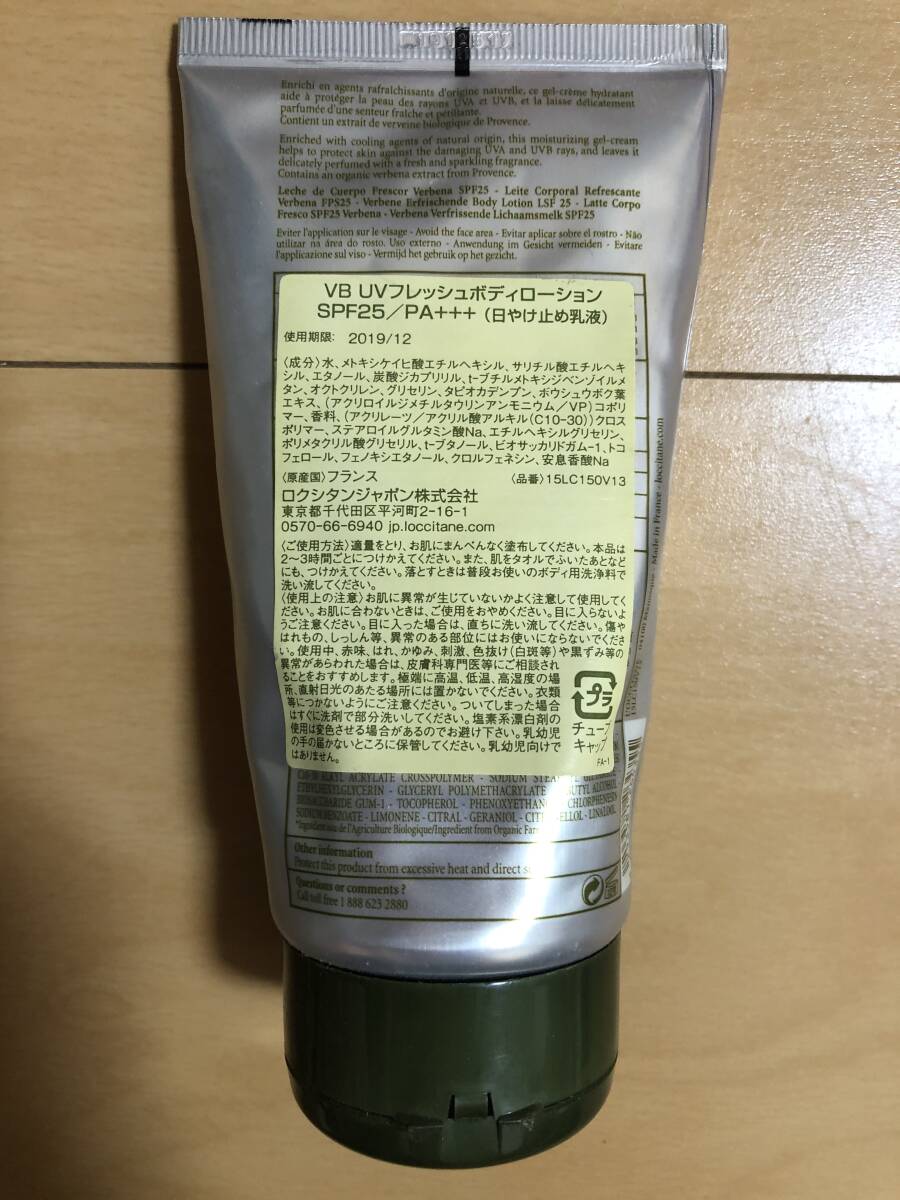 Enrichi en agents rafraîchissants d'origine naturelle, ce gel-crème hydratant
aide à protéger la peau des rayons UVA et UVB, et la laisse délicatement
parfumée d'une senteur fraîche et pétillante.
Contient un extrait de verveine biologique de Provence.
Enriched with cooling agents of natural origin, this moisturizing gel-cream
helps to protect skin against the damaging UVA and UVB rays, and leaves it
delicately perfumed with a fresh and sparkling fragrance.
Contains an organic verbena extract from Provence.
Leche de Cuerpo Frescor Verbena SPF25 - Leite Corporal Refrescante
Verbena FPS25 - Verbene Erfrischende Body Lotion LSF 25 - Latte Corpo
Fresco SPF25 Verbena - Verbena Verfrissende Lichaamsmelk SPF25
Eviter l'application sur le visage - Avoid the face area - Evitar aplicar sobre el rostro - Não
utilizar na área do rosto. Uso externo - Anwendung im Gesicht vermeiden - Evitare
l'applicazione sul viso - Vermijd het gebruik op het gezicht.
VB UVフレッシュボディローション
SPF25／PA+++（日やけ止め乳液）
使用期限: 2019/12
〈成分〉水、メトキシケイヒ酸エチルヘキシル、サリチル酸エチルヘキ
シル、エタノール、炭酸ジカプリリル、t-ブチルメトキシジベンゾイルメ
タン、オクトクリレン、グリセリン、タピオカデンプン、ボウシュウボク葉
エキス、（アクリロイルジメチルタウリンアンモニウム／VP）コポリ
マー、香料、（アクリレーツ／アクリル酸アルキル（C10-30））クロス
ポリマー、ステアロイルグルタミン酸Na、エチルヘキシルグリセリン、
ポリメタクリル酸グリセリル、t-ブタノール、ビオサッカリドガム-1、トコ
フェロール、フェノキシエタノール、クロルフェネシン、安息香酸Na
〈原産国〉フランス 〈品番〉15LC150V13
ロクシタンジャポン株式会社
東京都千代田区平河町2-16-1
0570-66-6940 jp.loccitane.com
〈ご使用方法〉適量をとり、お肌にまんべんなく塗布してください。本品は
2〜3時間ごとにつけかえてください。また、肌をタオルでふいたあとなど
にも、つけかえてください。落とすときは普段お使いのボディ用洗浄料で
洗い流してください。
〈使用上の注意〉お肌に異常が生じていないかよく注意して使用してく
ださい。お肌に合わないときは、ご使用をおやめください。目に入らないよ
うご注意ください。目に入った場合は、直ちに洗い流してください。傷や
はれもの、しっしん等、異常のある部位にはお使いにならないでくださ
い。使用中、赤味、はれ、かゆみ、刺激、色抜け（白斑等）や黒ずみ等の
異常があらわれた場合は、皮膚科専門医等にご相談され
ることをおすすめします。極端に高温、低温、高湿度の場
所、直射日光のあたる場所には置かないでください。衣類
等につかないようにご注意ください。ついてしまった場合
はすぐに洗剤で部分洗いしてください。塩素系漂白剤の
使用は変色させる場合があるのでお避け下さい。乳幼児
の手の届かないところに保管してください。乳幼児向けで
はありません。
プラ
チューブ
キャップ
FA-1
Made in France - loccitane.com
C10-30 ALKYL ACRYLATE CROSSPOLYMER - SODIUM
ETHYLHEXYLGLYCERIN - GLYCERYL POLYMETHACRYLATE - BUTYL ALCOHOL
BIOSACCHARIDE GUM-1 - TOCOPHEROL - CHLORPHENESIN
SODIUM BENZOATE - LIMONENE - CITRAL - GERANIOL - LINALOOL
*Ingrédient issu de l'Agriculture Biologique/Ingredient from Organic
Other information
Protect this product from excessive heat and direct
Questions or comments ?
Call toll free 1 888 623 2880